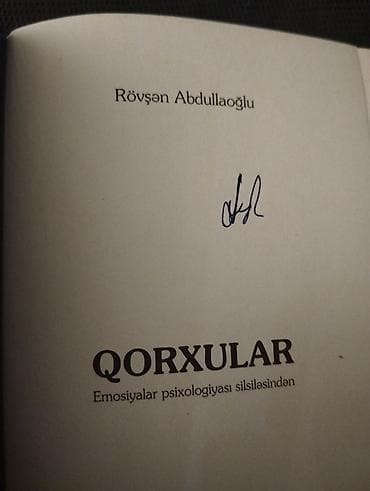 Rövşən Abdullaoğlu
QORXULAR
Emosiyalar psixologiyası silsiləsindən